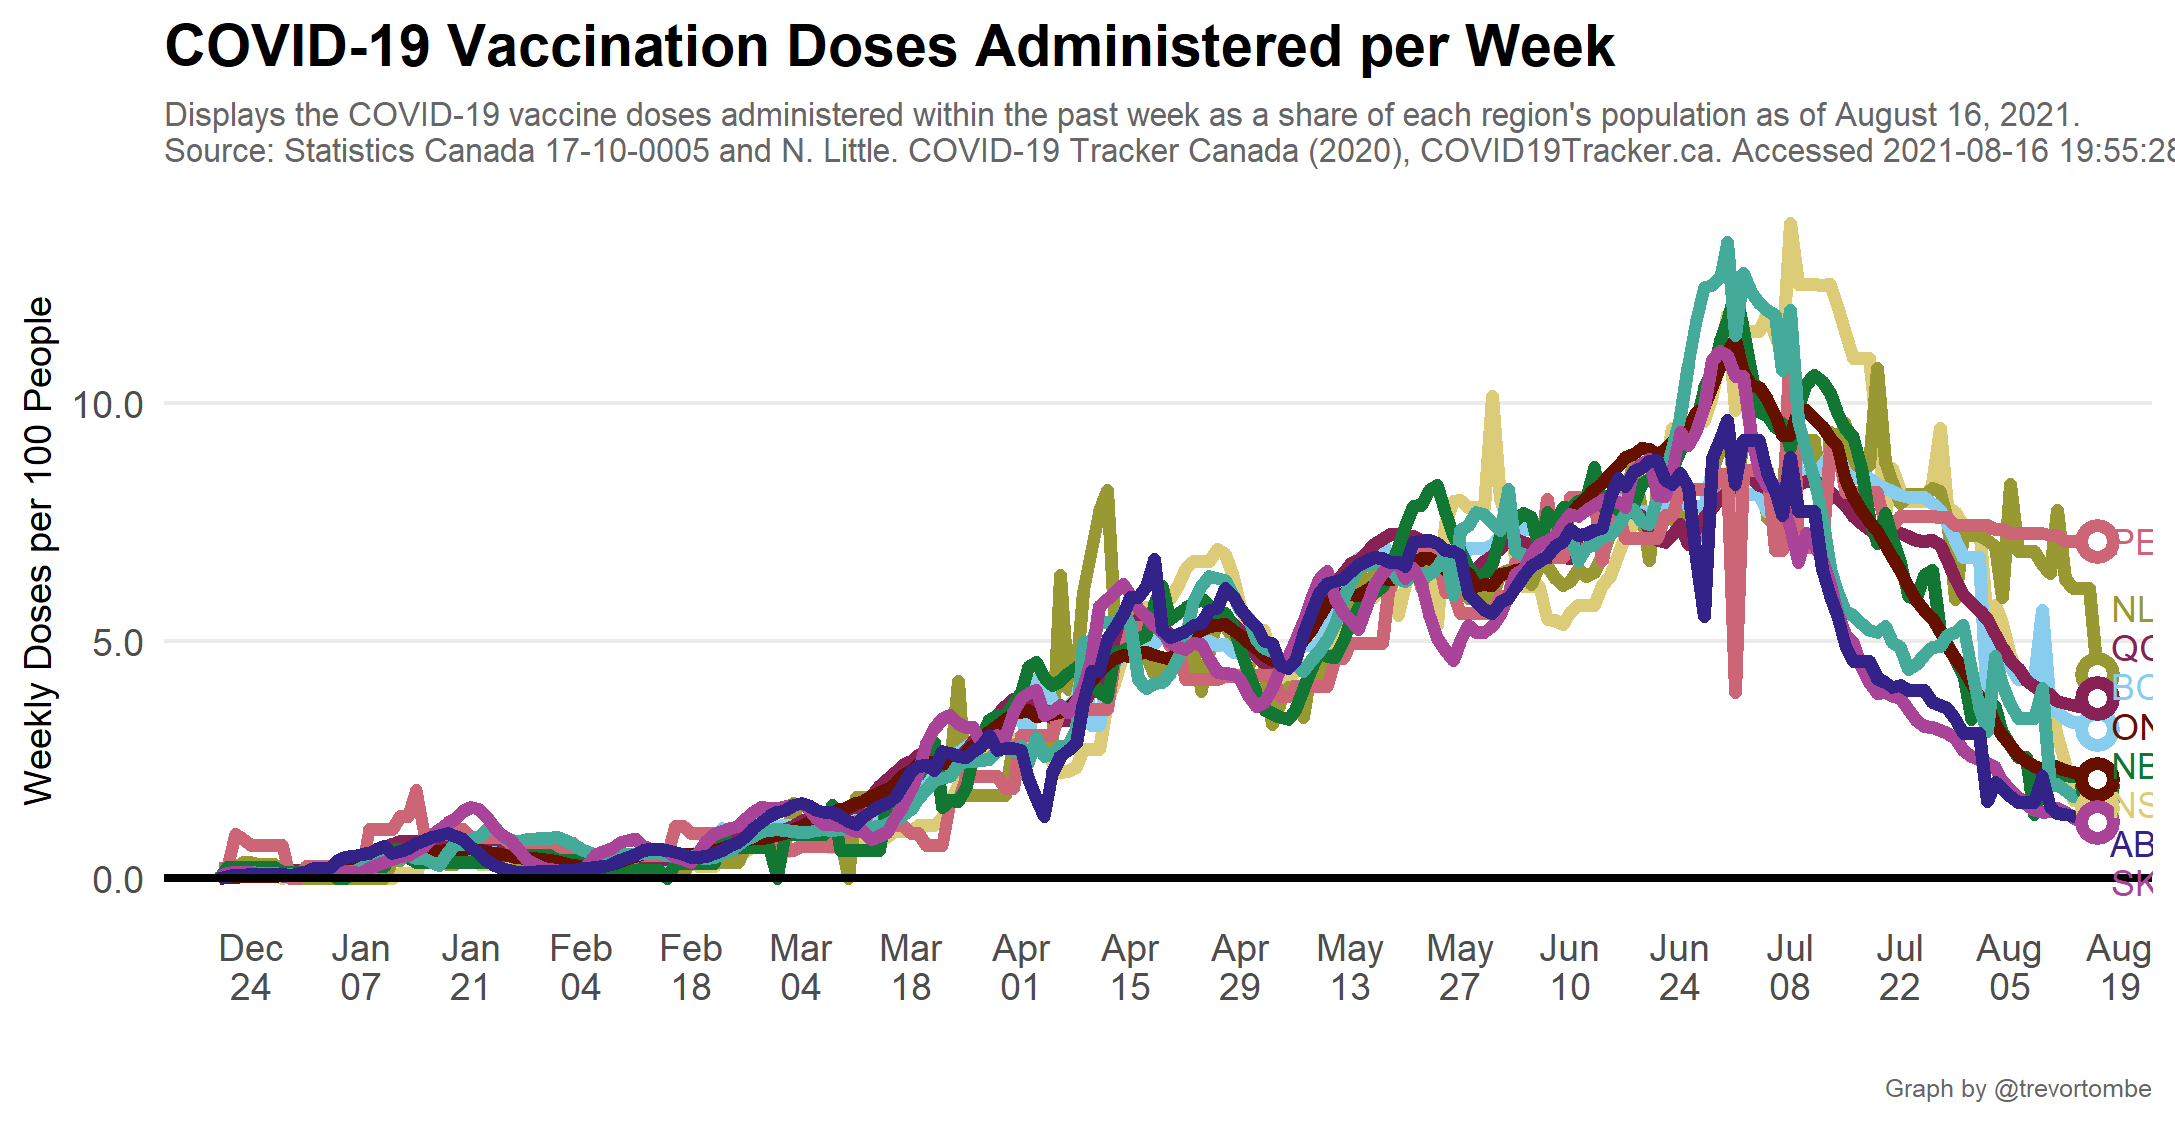 COVID-19 Vaccination Doses Administered per Week
Displays the COVID-19 vaccine doses administered within the past week as a share of each region's population as of August 16, 2021.
Source: Statistics Canada 17-10-0005 and N. Little. COVID-19 Tracker Canada (2020), COVID19Tracker.ca. Accessed 2021-08-16 19:55:28
Weekly Doses per 100 People
10.0
5.0
0.0
PE
NL
QC
BC
ON
NB
NS
AB
SK
Dec Jan Jan Feb Feb Mar Mar Apr Apr Apr May May Jun Jun Jul Jul Aug Aug
24 07 21 04 18 04 18 01 15 29 13 27 10 24 08 22 05 19
Graph by @trevortombe